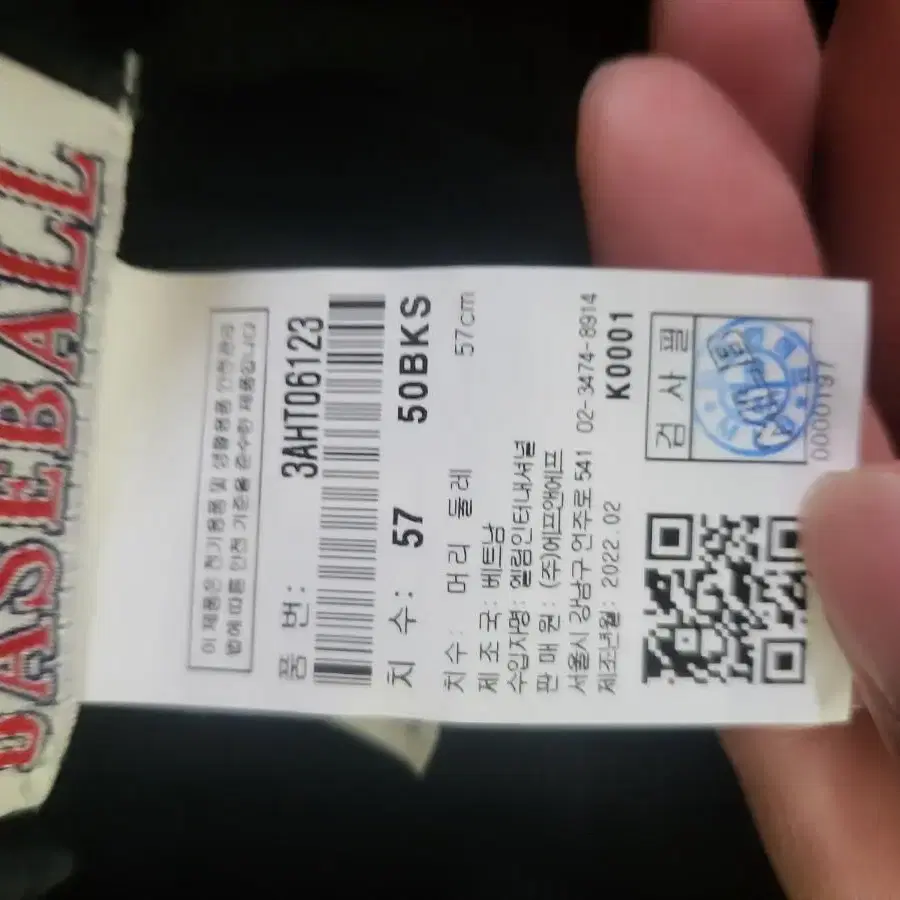 BASEBALL
이 제품은 전기용품 및 생활용품 안전관리
법에 따른 안전 기준을 준수한 제품입니다
품 번: 3AHT06123
치 수: 57 50BKS
치수: 머리 둘레 57cm
제 조 국: 베트남
수입자명: 엘림인터내셔널
판 매 원: (주)에프앤에프
서울시 강남구 언주로 541 02-3474-8914
제조년월: 2022.02 K0001
검 사 필
0000197